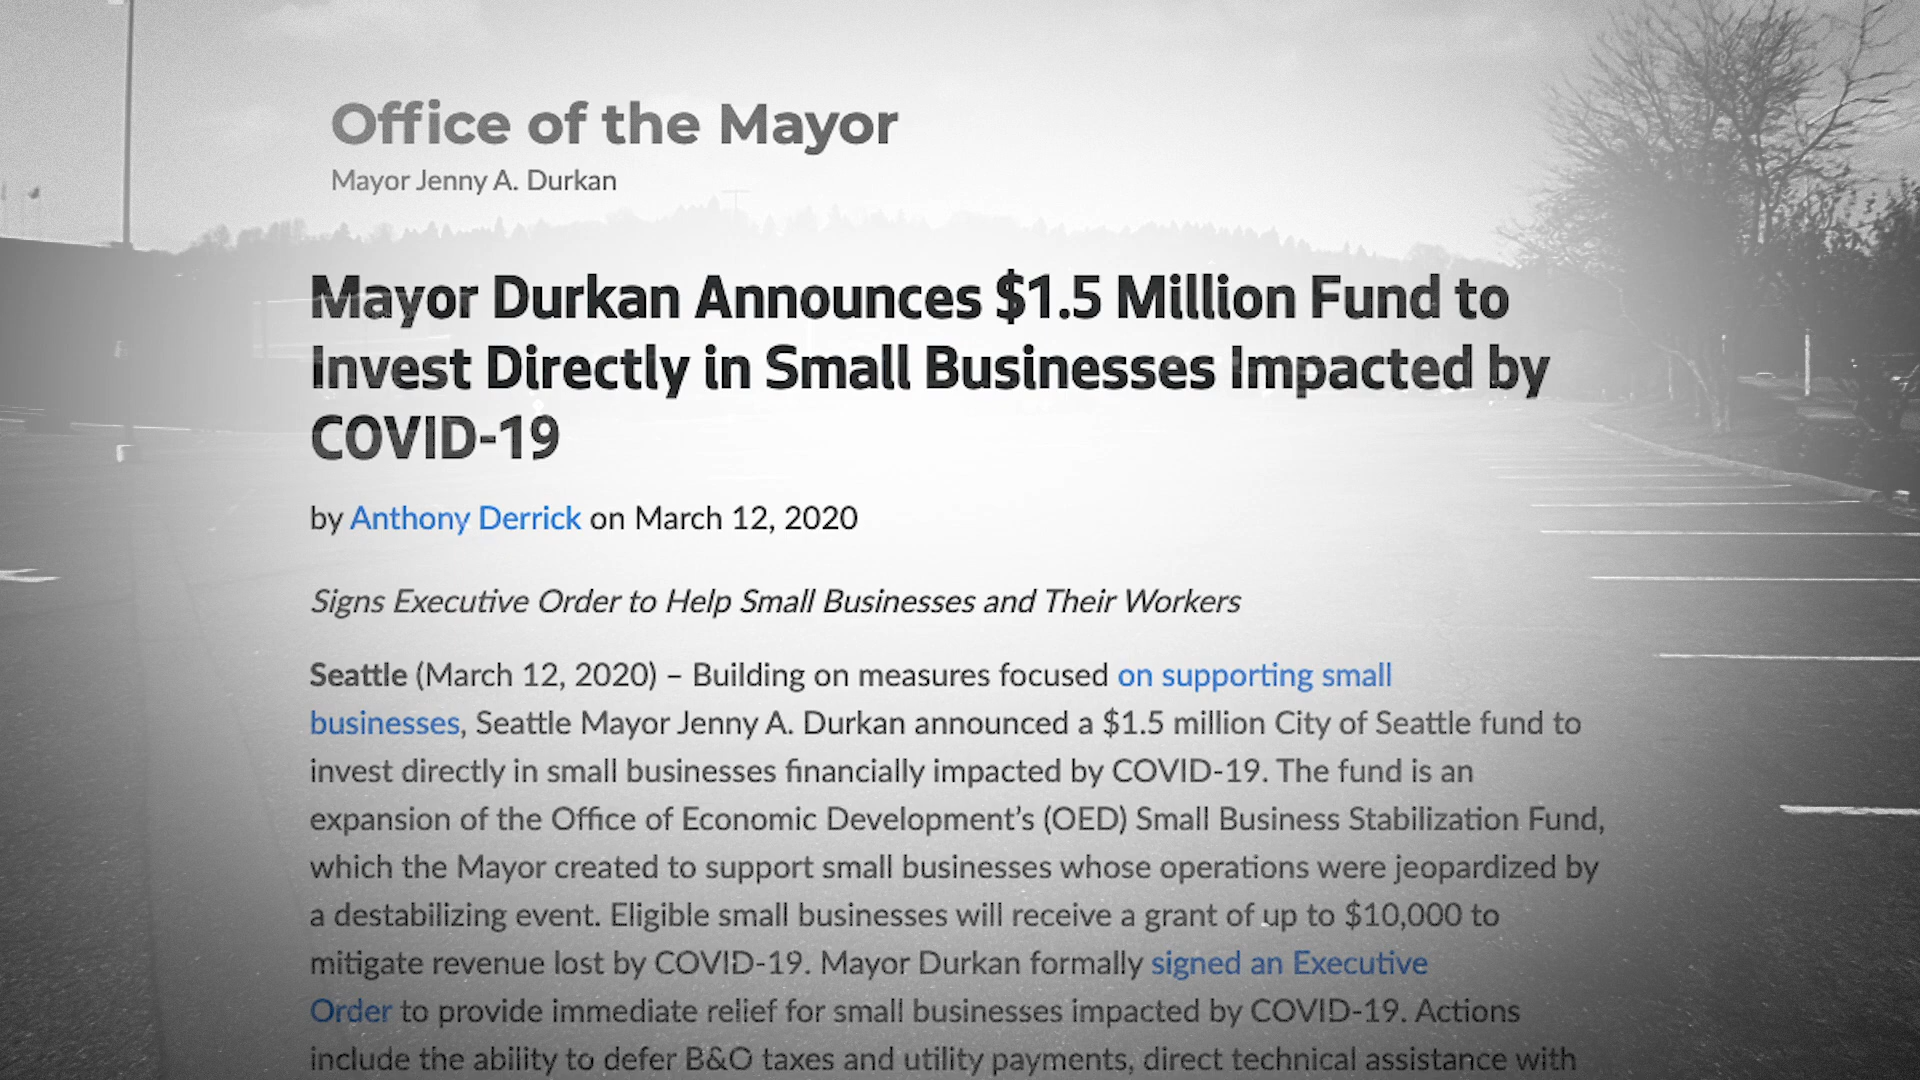 Office of the Mayor
Mayor Jenny A. Durkan
Mayor Durkan Announces $1.5 Million Fund to
Invest Directly in Small Businesses Impacted by
COVID-19
by Anthony Derrick on March 12, 2020
Signs Executive Order to Help Small Businesses and Their Workers
Seattle (March 12, 2020) – Building on measures focused on supporting small
businesses, Seattle Mayor Jenny A. Durkan announced a $1.5 million City of Seattle fund to
invest directly in small businesses financially impacted by COVID-19. The fund is an
expansion of the Office of Economic Development’s (OED) Small Business Stabilization Fund,
which the Mayor created to support small businesses whose operations were jeopardized by
a destabilizing event. Eligible small businesses will receive a grant of up to $10,000 to
mitigate revenue lost by COVID-19. Mayor Durkan formally signed an Executive
Order to provide immediate relief for small businesses impacted by COVID-19. Actions
include the ability to defer B&O taxes and utility payments, direct technical assistance with